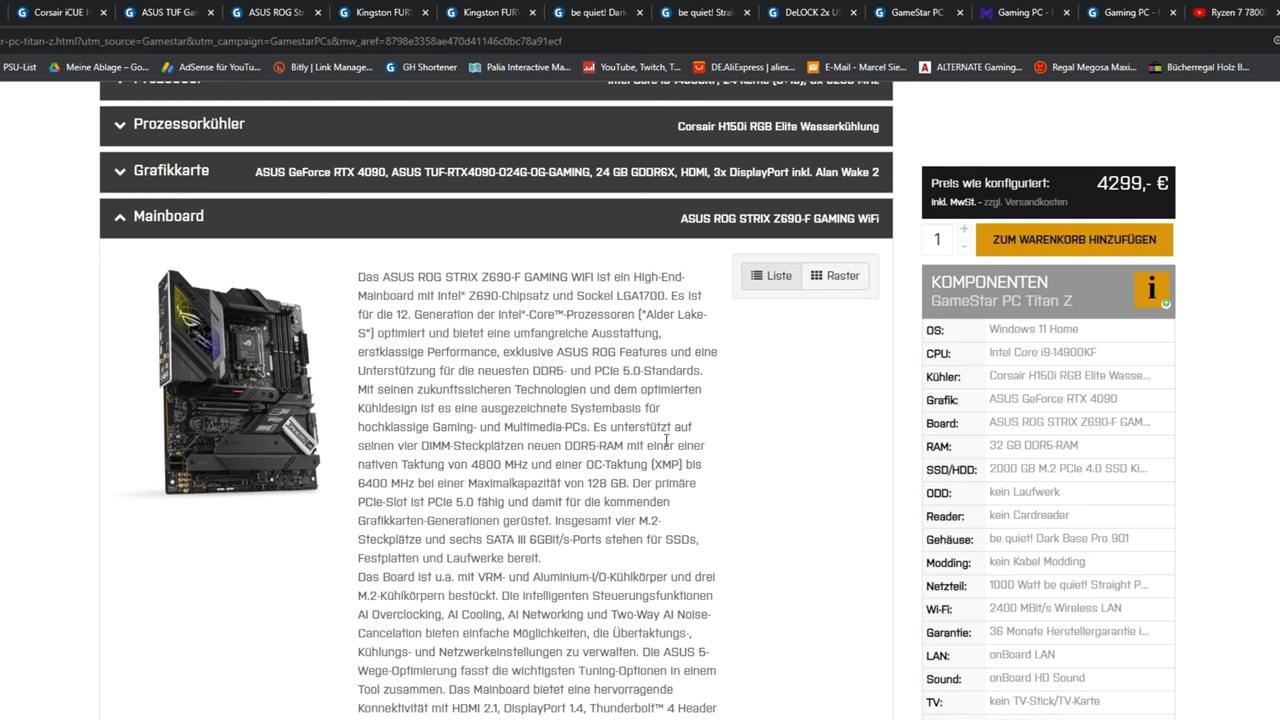 Corsair iCUE H
ASUS TUF Gam
ASUS ROG Str
Kingston FURY
Kingston FURY
be quiet! Dark
be quiet! Strai
DeLOCK 2x U
GameStar PC
Gaming PC -
Gaming PC -
Ryzen 7 7800
r-pc-titan-z.html?utm_source=Gamestar&utm_campaign=GamestarPCs&mw_aref=8798e3358ae470d41146c0bc78a91ecf
PSU-List
Meine Ablage – Go...
AdSense für YouTu...
Bitly | Link Manage...
GH Shortener
Palia Interactive Ma...
YouTube, Twitch, T...
DE.AliExpress | aliex...
E-Mail - Marcel Sie...
ALTERNATE Gaming...
Regal Megosa Maxi...
Bücherregal Holz B...
Prozessorkühler
Corsair H150i RGB Elite Wasserkühlung
Grafikkarte
ASUS GeForce RTX 4090, ASUS TUF-RTX4090-O24G-OG-GAMING, 24 GB GDDR6X, HDMI, 3x DisplayPort inkl. Alan Wake 2
Mainboard
ASUS ROG STRIX Z690-F GAMING WiFi
Das ASUS ROG STRIX Z690-F GAMING WIFI ist ein High-End-
Mainboard mit Intel® Z690-Chipsatz und Sockel LGA1700. Es ist
für die 12. Generation der Intel®-Core™-Prozessoren ("Alder Lake-
S") optimiert und bietet eine umfangreiche Ausstattung,
erstklassige Performance, exklusive ASUS ROG Features und eine
Unterstützung für die neuesten DDR5- und PCIe 5.0-Standards.
Mit seinen zukunftssicheren Technologien und dem optimierten
Kühldesign ist es eine ausgezeichnete Systembasis für
hochklassige Gaming- und Multimedia-PCs. Es unterstützt auf
seinen vier DIMM-Steckplätzen neuen DDR5-RAM mit einer einer
nativen Taktung von 4800 MHz und einer OC-Taktung (XMP) bis
6400 MHz bei einer Maximalkapazität von 128 GB. Der primäre
PCIe-Slot ist PCIe 5.0 fähig und damit für die kommenden
Grafikkarten-Generationen gerüstet. Insgesamt vier M.2-
Steckplätze und sechs SATA III 6GBit/s-Ports stehen für SSDs,
Festplatten und Laufwerke bereit.
Das Board ist u.a. mit VRM- und Aluminium-I/O-Kühlkörper und drei
M.2-Kühlkörpern bestückt. Die intelligenten Steuerungsfunktionen
AI Overclocking, AI Cooling, AI Networking und Two-Way AI Noise-
Cancelation bieten einfache Möglichkeiten, die Übertaktungs-,
Kühlungs- und Netzwerkeinstellungen zu verwalten. Die ASUS 5-
Wege-Optimierung fasst die wichtigsten Tuning-Optionen in einem
Tool zusammen. Das Mainboard bietet eine hervorragende
Konnektivität mit HDMI 2.1, DisplayPort 1.4, Thunderbolt™ 4 Header
Liste
Raster
Preis wie konfiguriert: 4299,- €
inkl. MwSt. - zzgl. Versandkosten
1
+
-
ZUM WARENKORB HINZUFÜGEN
KOMPONENTEN
GameStar PC Titan Z
i
OS: Windows 11 Home
CPU: Intel Core i9-14900KF
Kühler: Corsair H150i RGB Elite Wasse...
Grafik: ASUS GeForce RTX 4090
Board: ASUS ROG STRIX Z690-F GAM...
RAM: 32 GB DDR5-RAM
SSD/HDD: 2000 GB M.2 PCIe 4.0 SSD Ki...
ODD: kein Laufwerk
Reader: kein Cardreader
Gehäuse: be quiet! Dark Base Pro 901
Modding: kein Kabel Modding
Netzteil: 1000 Watt be quiet! Straight P...
Wi-Fi: 2400 MBit/s Wireless LAN
Garantie: 36 Monate Herstellergarantie i...
LAN: onBoard LAN
Sound: onBoard HD Sound
TV: kein TV-Stick/TV-Karte